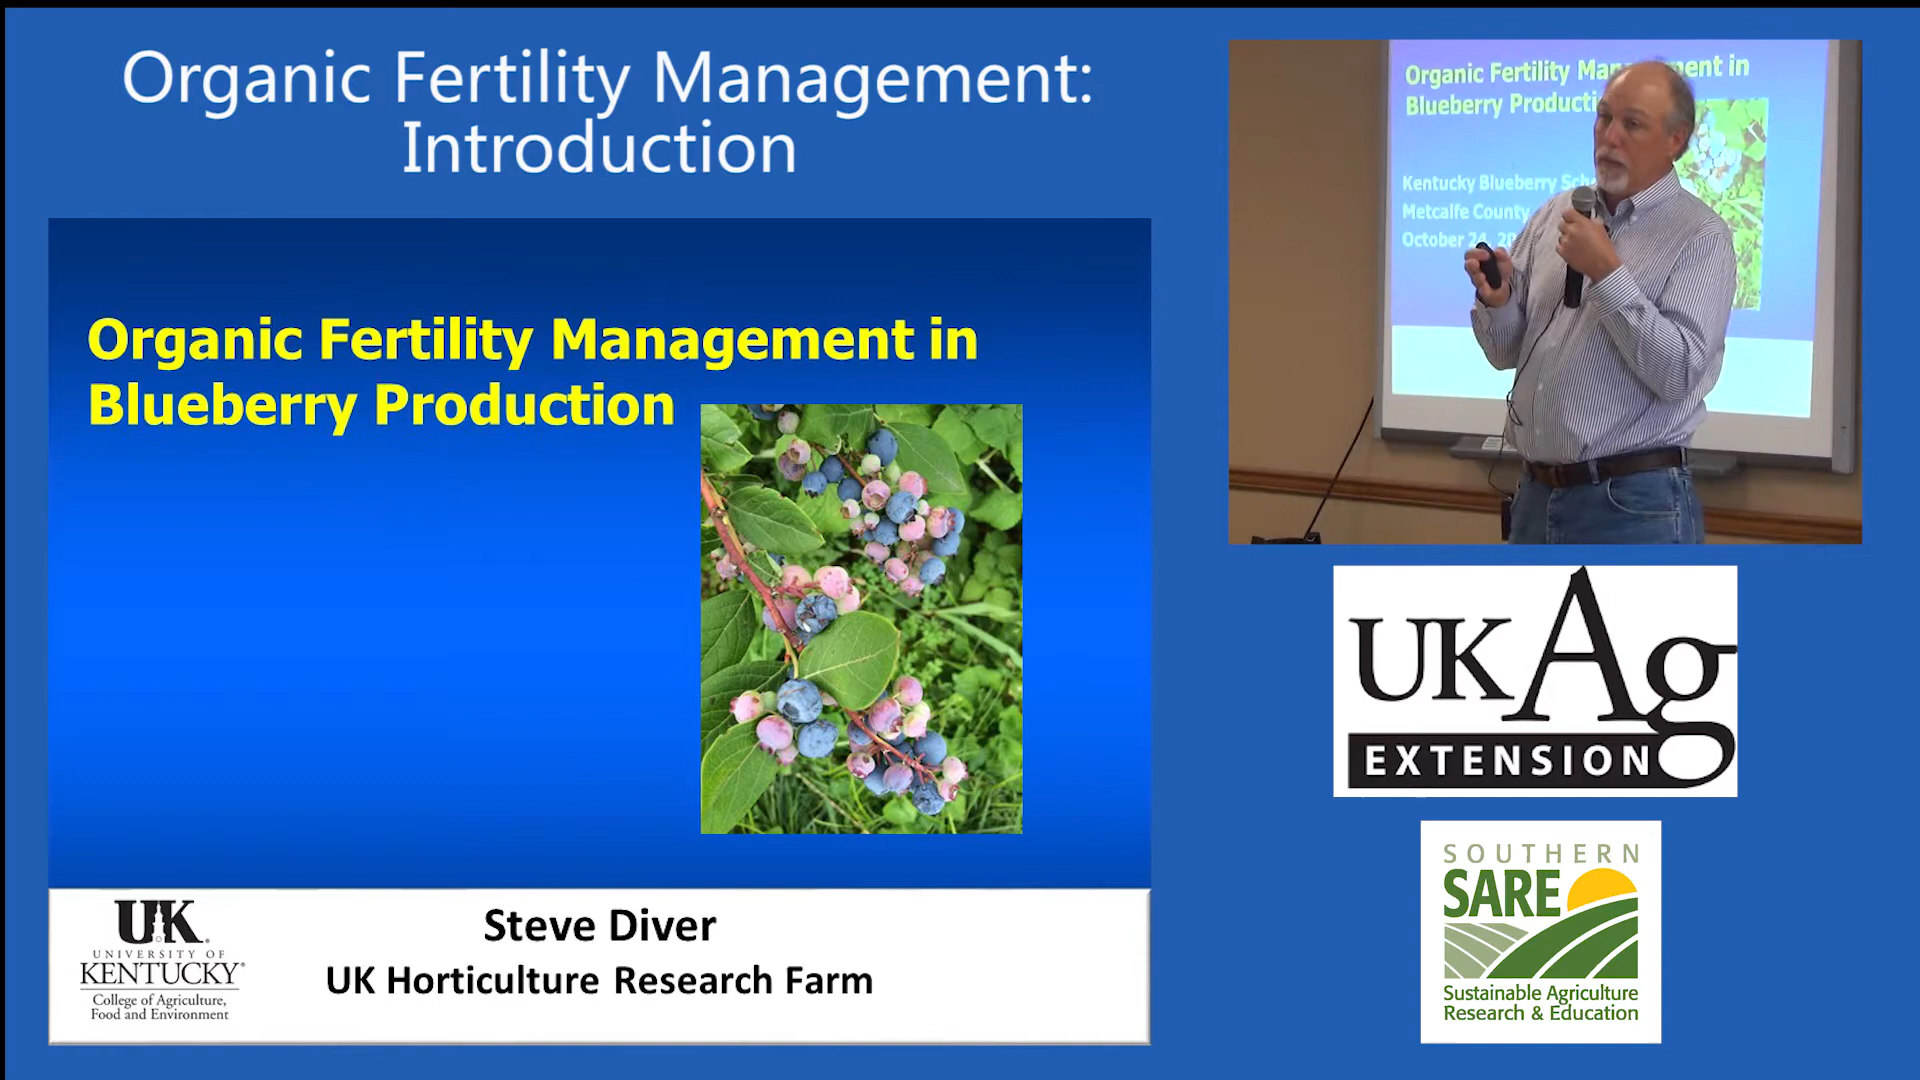 Organic Fertility Management:
Introduction
Organic Fertility Management in
Blueberry Production
Steve Diver
UK Horticulture Research Farm
UK
UNIVERSITY OF
KENTUCKY®
College of Agriculture,
Food and Environment
Organic Fertility Management in
Blueberry Producti
Kentucky Blueberry Sch
Metcalfe County
October 24, 20
UKAg
EXTENSION
SOUTHERN
SARE
Sustainable Agriculture
Research & Education